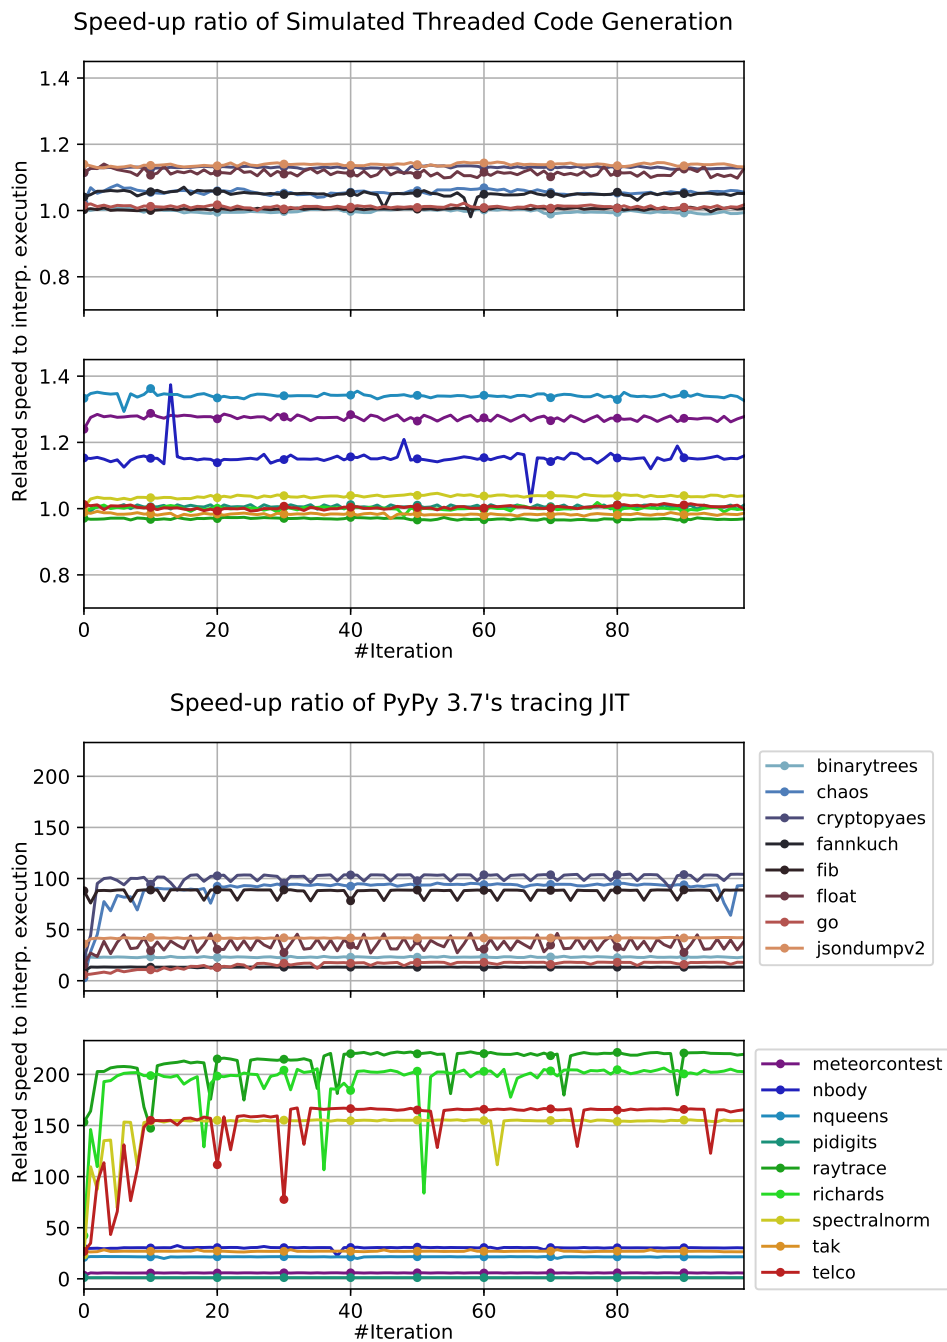 Speed-up ratio of Simulated Threaded Code Generation
Related speed to interp. execution
1.4
1.2
1.0
0.8
1.4
1.2
1.0
0.8
0 20 40 60 80
#Iteration
Speed-up ratio of PyPy 3.7's tracing JIT
Related speed to interp. execution
200
150
100
50
0
binarytrees
chaos
cryptopyaes
fannkuch
fib
float
go
jsondumpv2
200
150
100
50
0
0 20 40 60 80
#Iteration
meteorcontest
nbody
nqueens
pidigits
raytrace
richards
spectralnorm
tak
telco